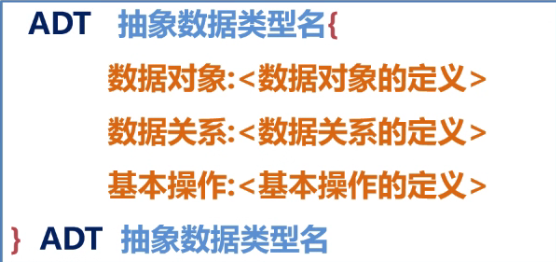 ADT 抽象数据类型名{
数据对象:<数据对象的定义>
数据关系:<数据关系的定义>
基本操作:<基本操作的定义>
} ADT 抽象数据类型名